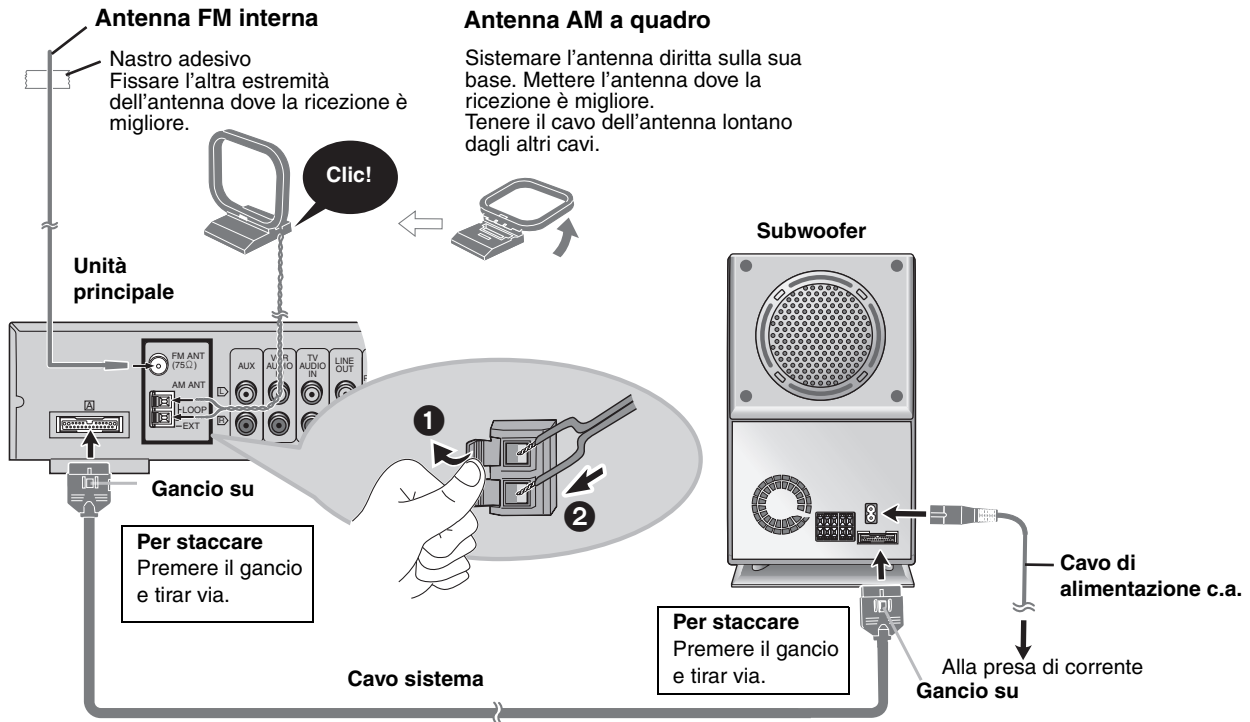 Antenna FM interna
Nastro adesivo
Fissare l'altra estremità
dell'antenna dove la ricezione è
migliore.
Antenna AM a quadro
Sistemare l'antenna diritta sulla sua
base. Mettere l'antenna dove la
ricezione è migliore.
Tenere il cavo dell'antenna lontano
dagli altri cavi.
Clic!
Subwoofer
Unità
principale
FM ANT
(75Ω)
AM ANT
LOOP
EXT
A
AUX
VCR
AUDIO
TV
AUDIO
IN
LINE
OUT
L
R
1
2
Gancio su
Per staccare
Premere il gancio
e tirar via.
Cavo sistema
Per staccare
Premere il gancio
e tirar via.
Cavo di
alimentazione c.a.
Alla presa di corrente
Gancio su